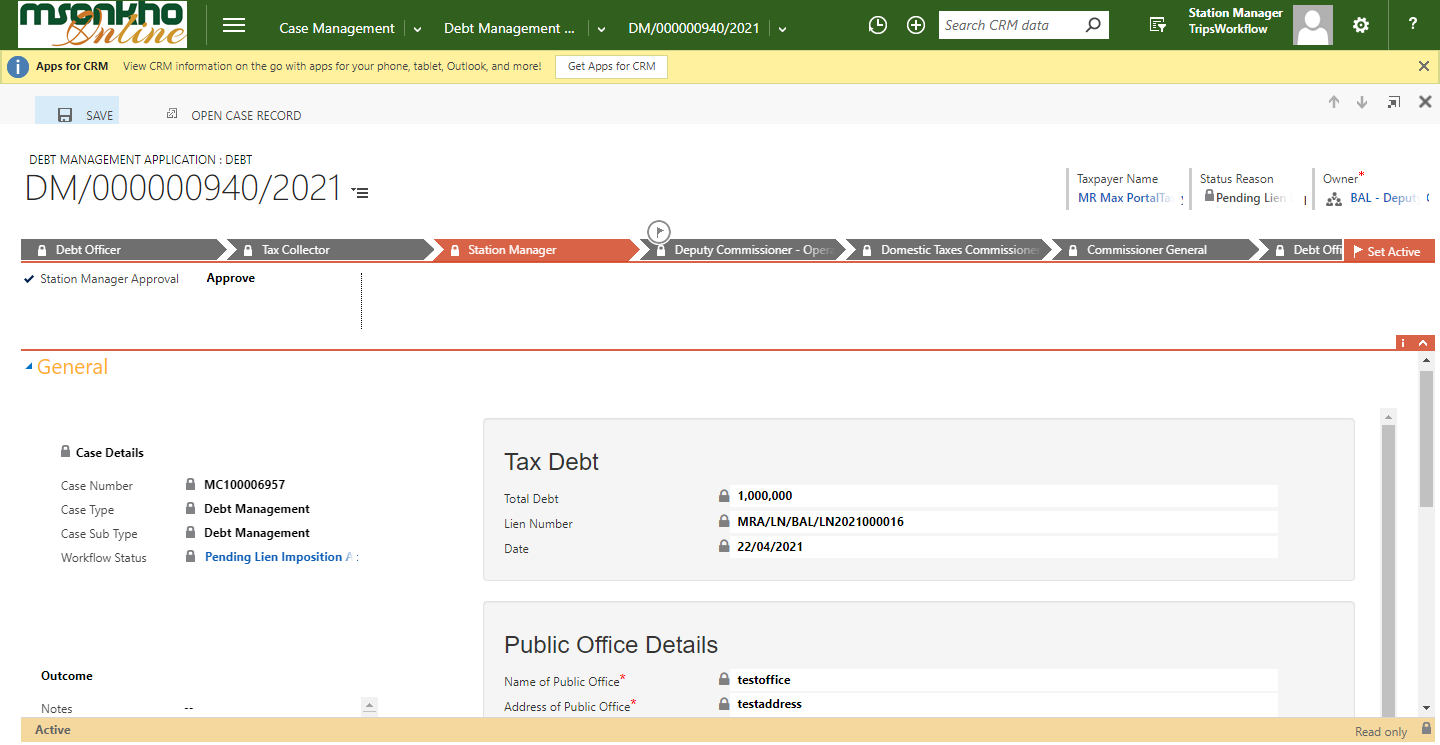 msonkho
Online
Case Management
Debt Management ...
DM/000000940/2021
Search CRM data
Station Manager
TripsWorkflow
?
i
Apps for CRM
View CRM information on the go with apps for your phone, tablet, Outlook, and more!
Get Apps for CRM
SAVE
OPEN CASE RECORD
DEBT MANAGEMENT APPLICATION : DEBT
DM/000000940/2021
Taxpayer Name
MR Max PortalTa
Status Reason
Pending Lien
Owner*
BAL - Deput
Debt Officer
Tax Collector
Station Manager
Deputy Commissioner - Oper
Domestic Taxes Commissione
Commissioner General
Debt Offi
Set Active
Station Manager Approval
Approve
i
General
Case Details
Case Number
MC100006957
Case Type
Debt Management
Case Sub Type
Debt Management
Workflow Status
Pending Lien Imposition A
Outcome
Notes
--
Tax Debt
Total Debt
1,000,000
Lien Number
MRA/LN/BAL/LN2021000016
Date
22/04/2021
Public Office Details
Name of Public Office*
testoffice
Address of Public Office*
testaddress
Active
Read only